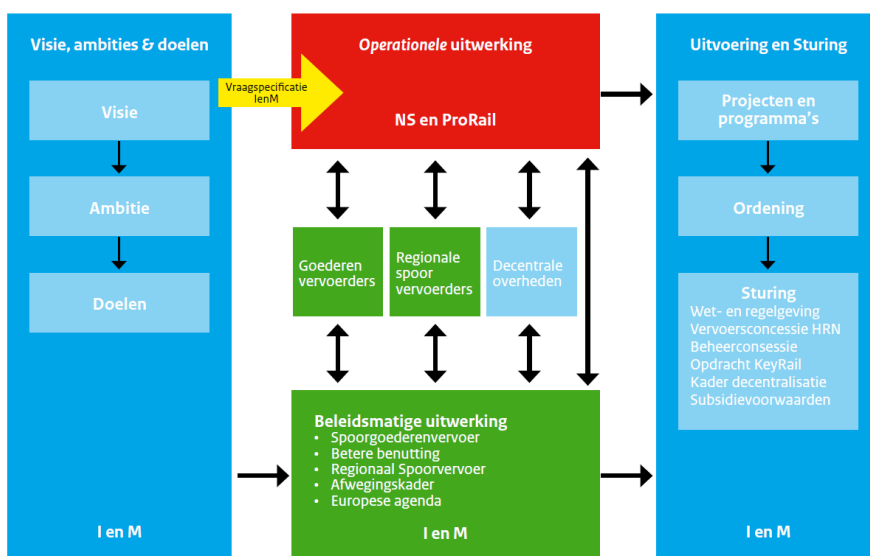 Visie, ambities & doelen
Visie
Ambitie
Doelen
I en M
Vraagspecificatie
IenM
Operationele uitwerking
NS en ProRail
Goederen
vervoerders
Regionale
spoor
vervoerders
Decentrale
overheden
Beleidsmatige uitwerking
• Spoorgoederenvervoer
• Betere benutting
• Regionaal Spoorvervoer
• Afwegingskader
• Europese agenda
I en M
Uitvoering en Sturing
Projecten en
programma's
Ordening
Sturing
Wet- en regelgeving
Vervoersconcessie HRN
Beheerconsessie
Opdracht KeyRail
Kader decentralisatie
Subsidievoorwaarden
I en M